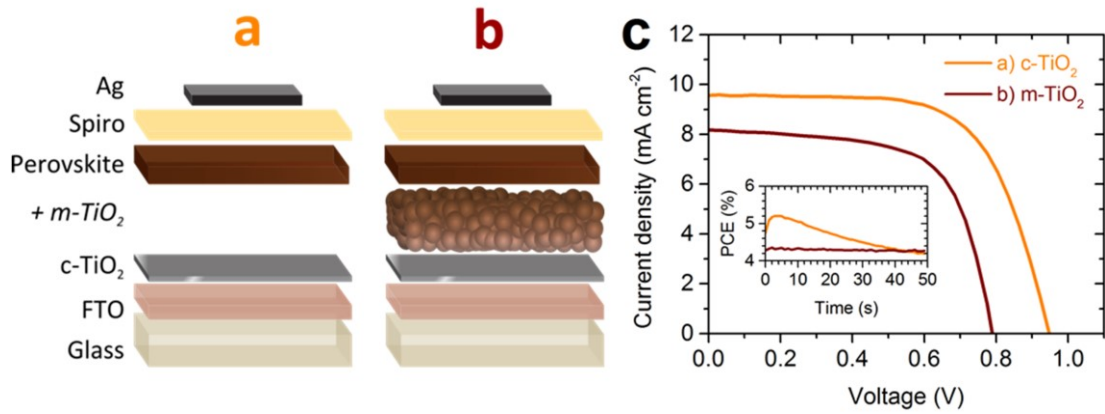 a
b
Ag
Spiro
Perovskite
+ m-TiO₂
c-TiO₂
FTO
Glass
c
Current density (mA cm⁻²)
12
10
8
6
4
2
0
a) c-TiO₂
b) m-TiO₂
PCE (%)
6
5
4
0 10 20 30 40 50
Time (s)
0.0 0.2 0.4 0.6 0.8 1.0
Voltage (V)